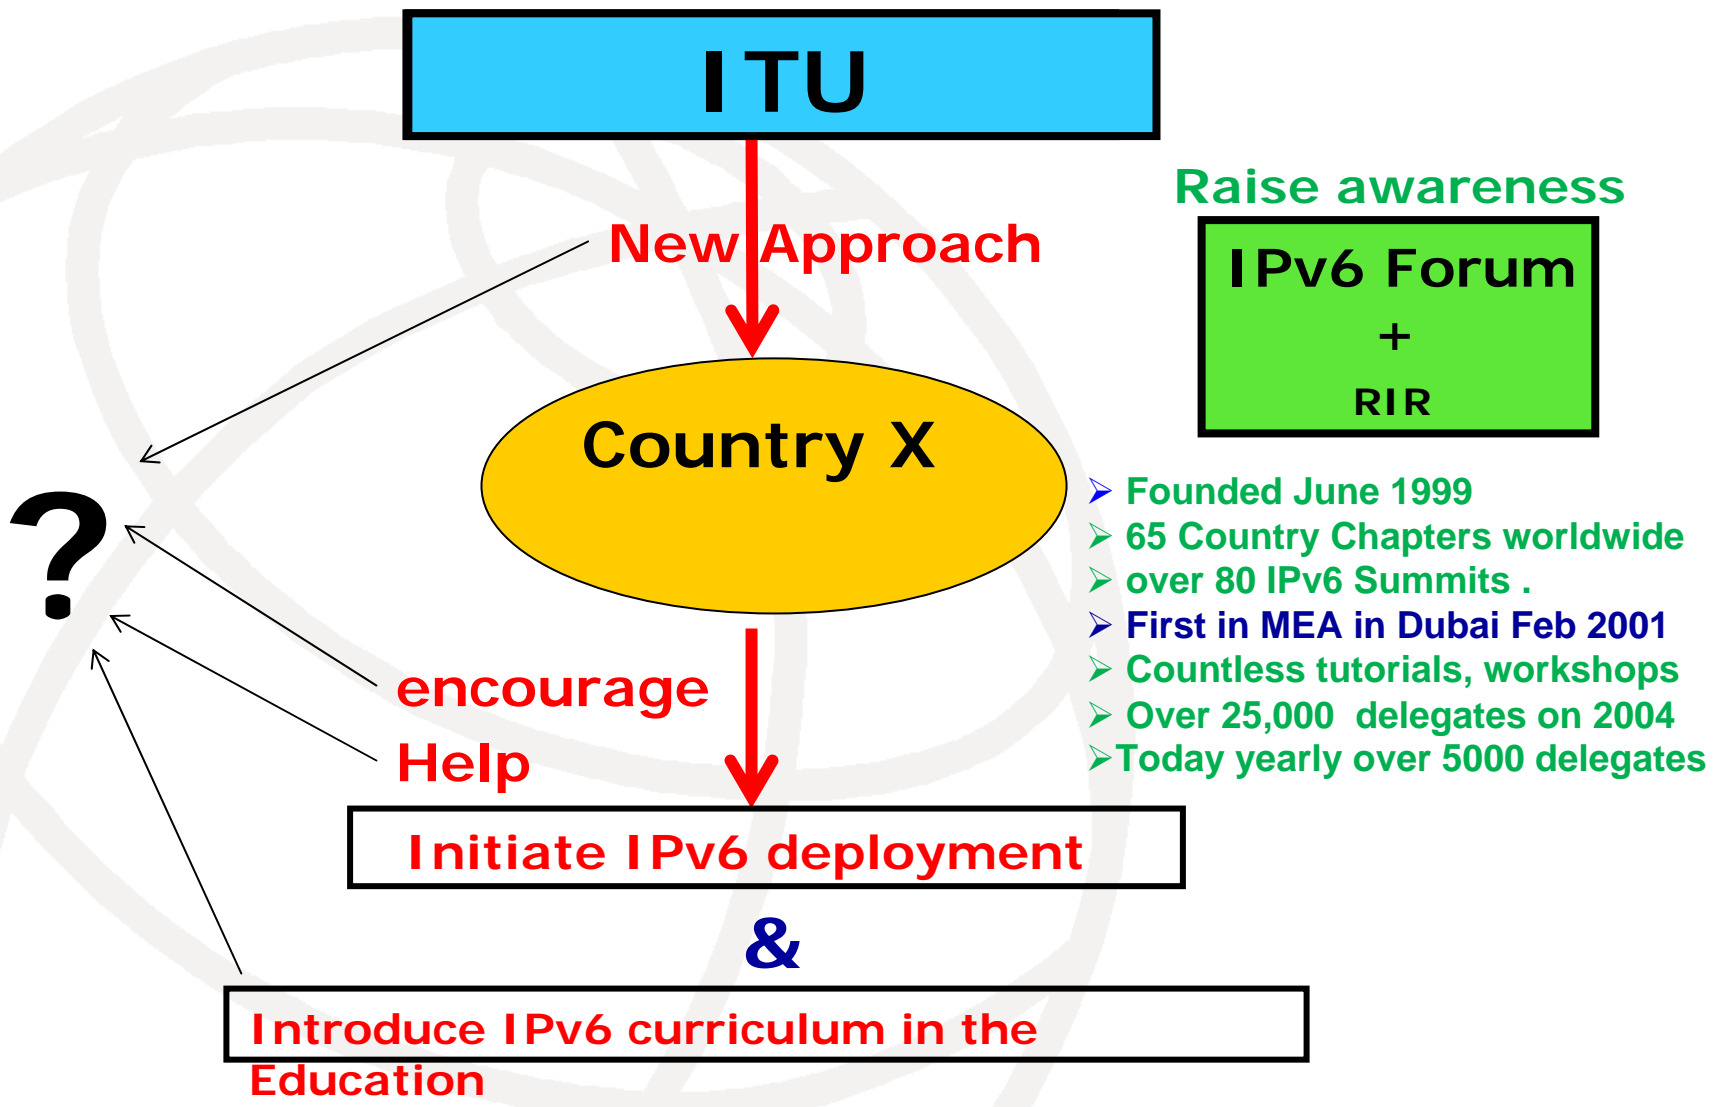 ITU
New Approach
Raise awareness
IPv6 Forum
+
RIR
Country X
?
➢ Founded June 1999
➢ 65 Country Chapters worldwide
➢ over 80 IPv6 Summits .
➢ First in MEA in Dubai Feb 2001
➢ Countless tutorials, workshops
➢ Over 25,000 delegates on 2004
➢Today yearly over 5000 delegates
encourage
Help
Initiate IPv6 deployment
&
Introduce IPv6 curriculum in the
Education